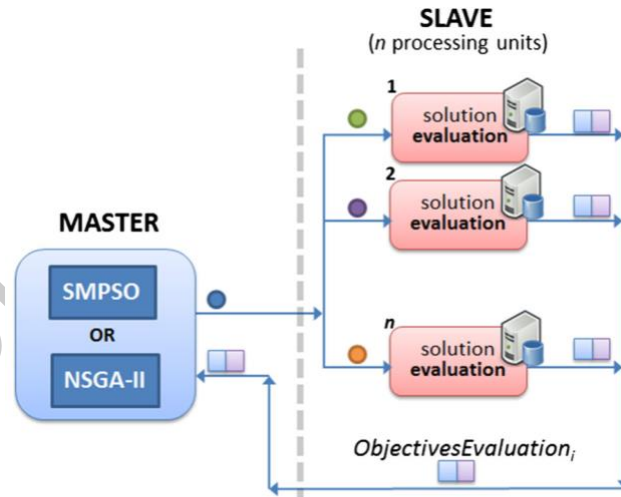 SLAVE
(n processing units)
1
solution
evaluation
2
solution
evaluation
MASTER
SMPSO
OR
NSGA-II
n
solution
evaluation
ObjectivesEvaluationᵢ